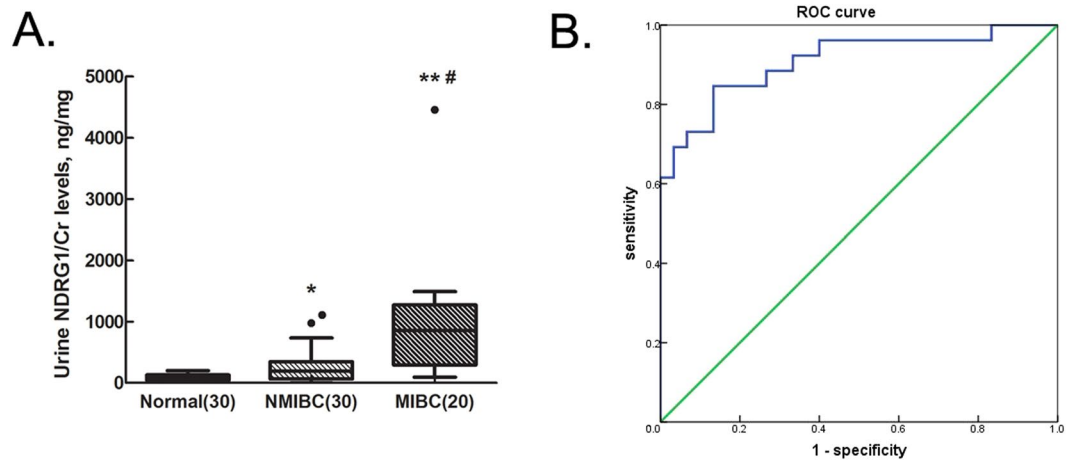 A.
Urine NDRG1/Cr levels, ng/mg
5000
4000
3000
2000
1000
0
*
** #
Normal(30) NMIBC(30) MIBC(20)
B.
ROC curve
sensitivity
1.0
0.8
0.6
0.4
0.2
0.0
0.0 0.2 0.4 0.6 0.8 1.0
1 - specificity